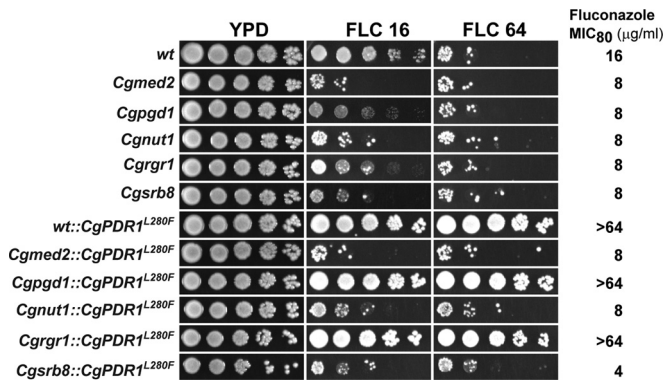 Fluconazole
YPD FLC 16 FLC 64 MIC80 (μg/ml)
wt 16
Cgmed2 8
Cgpgd1 8
Cgnut1 8
Cgrgr1 8
Cgsrb8 8
wt::CgPDR1L280F >64
Cgmed2::CgPDR1L280F 8
Cgpgd1::CgPDR1L280F >64
Cgnut1::CgPDR1L280F 8
Cgrgr1::CgPDR1L280F >64
Cgsrb8::CgPDR1L280F 4